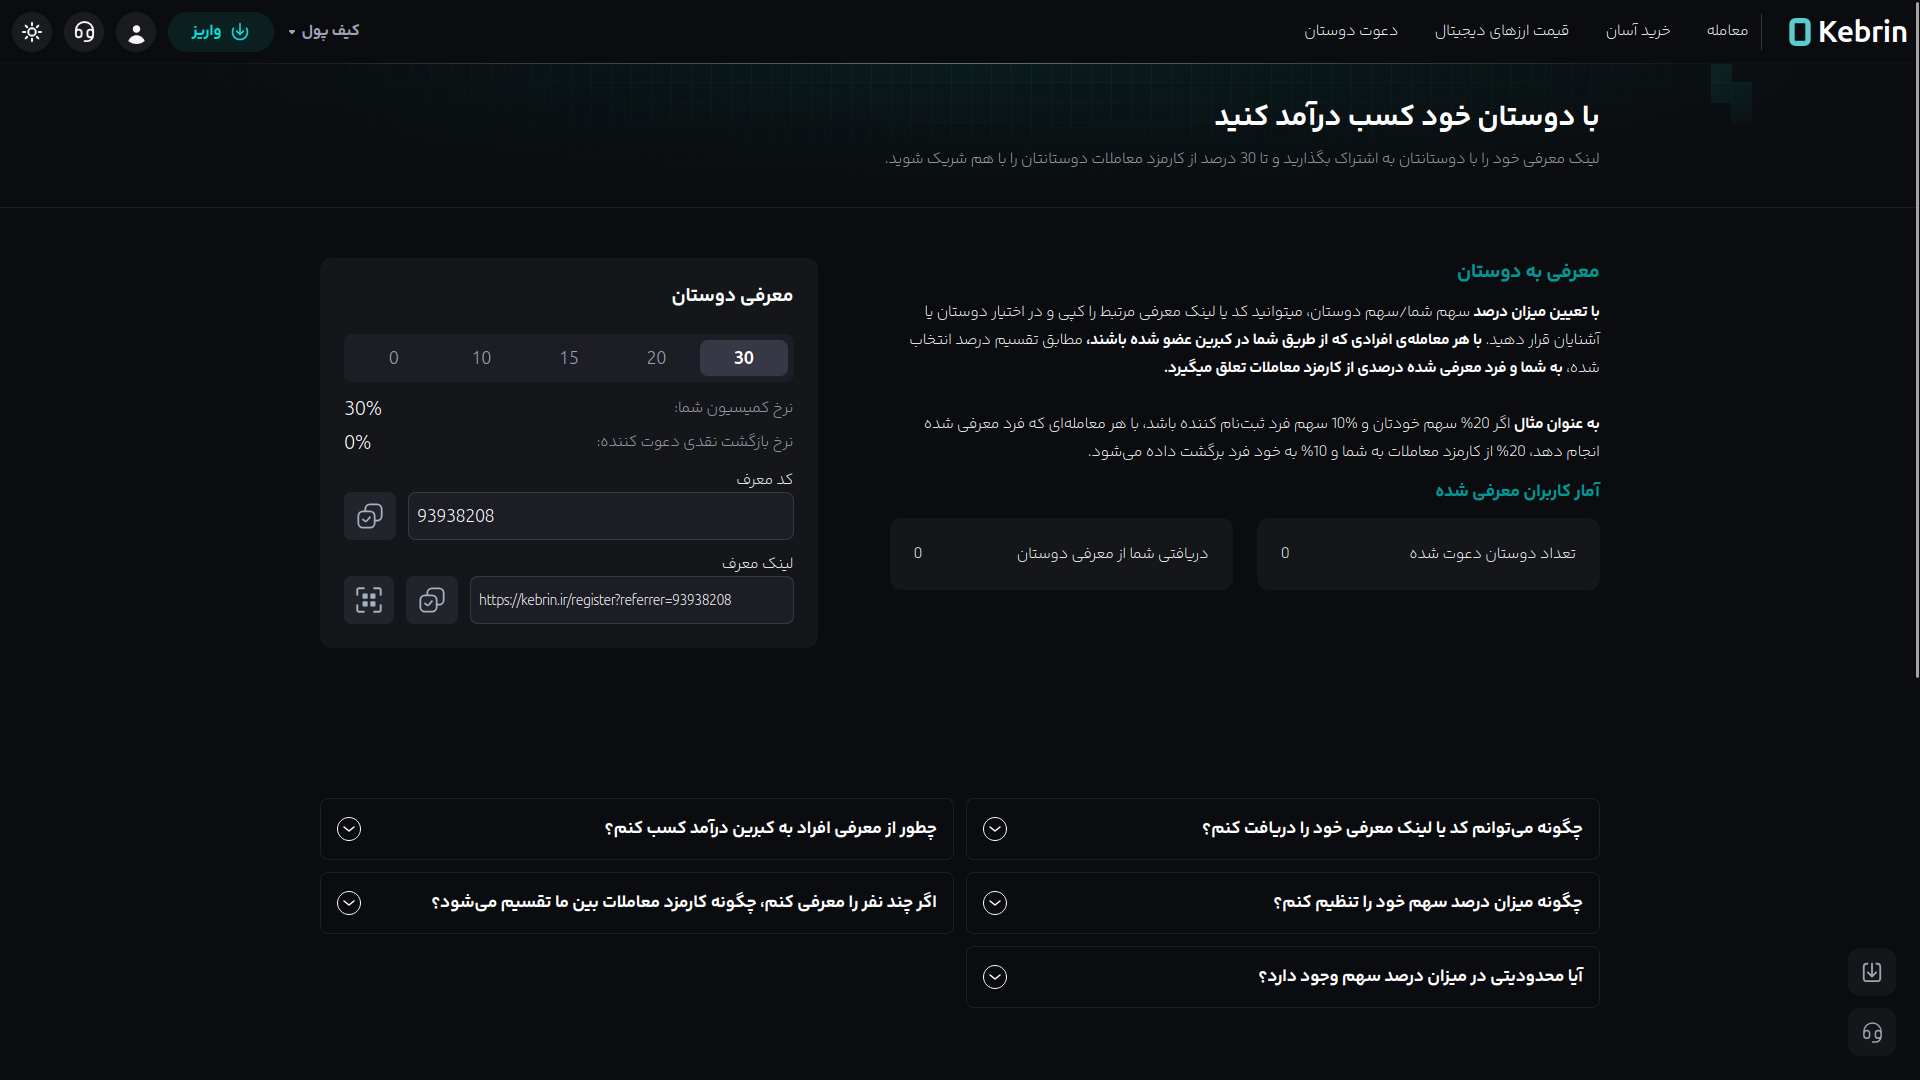 Kebrin
معامله
خرید آسان
قیمت ارزهای دیجیتال
دعوت دوستان
کیف پول
واریز
با دوستان خود کسب درآمد کنید
لینک معرفی خود را با دوستانتان به اشتراک بگذارید و تا 30 درصد از کارمزد معاملات دوستانتان را با هم شریک شوید.
معرفی به دوستان
با تعیین میزان درصد سهم شما/سهم دوستان، میتوانید کد یا لینک معرفی مرتبط را کپی و در اختیار دوستان یا
آشنایان قرار دهید. با هر معامله‌ی افرادی که از طریق شما در کبرین عضو شده باشند، مطابق تقسیم درصد انتخاب
شده، به شما و فرد معرفی شده درصدی از کارمزد معاملات تعلق میگیرد.
به عنوان مثال اگر 20% سهم خودتان و 10% سهم فرد ثبت‌نام کننده باشد، با هر معامله‌ای که فرد معرفی شده
انجام دهد، 20% از کارمزد معاملات به شما و 10% به خود فرد برگشت داده می‌شود.
آمار کاربران معرفی شده
تعداد دوستان دعوت شده
0
دریافتی شما از معرفی دوستان
0
معرفی دوستان
30
20
15
10
0
نرخ کمیسیون شما:
30%
نرخ بازگشت نقدی دعوت کننده:
0%
کد معرف
93938208
لینک معرف
https://kebrin.ir/register?referrer=93938208
چگونه می‌توانم کد یا لینک معرفی خود را دریافت کنم؟
چطور از معرفی افراد به کبرین درآمد کسب کنم؟
چگونه میزان درصد سهم خود را تنظیم کنم؟
اگر چند نفر را معرفی کنم، چگونه کارمزد معاملات بین ما تقسیم می‌شود؟
آیا محدودیتی در میزان درصد سهم وجود دارد؟